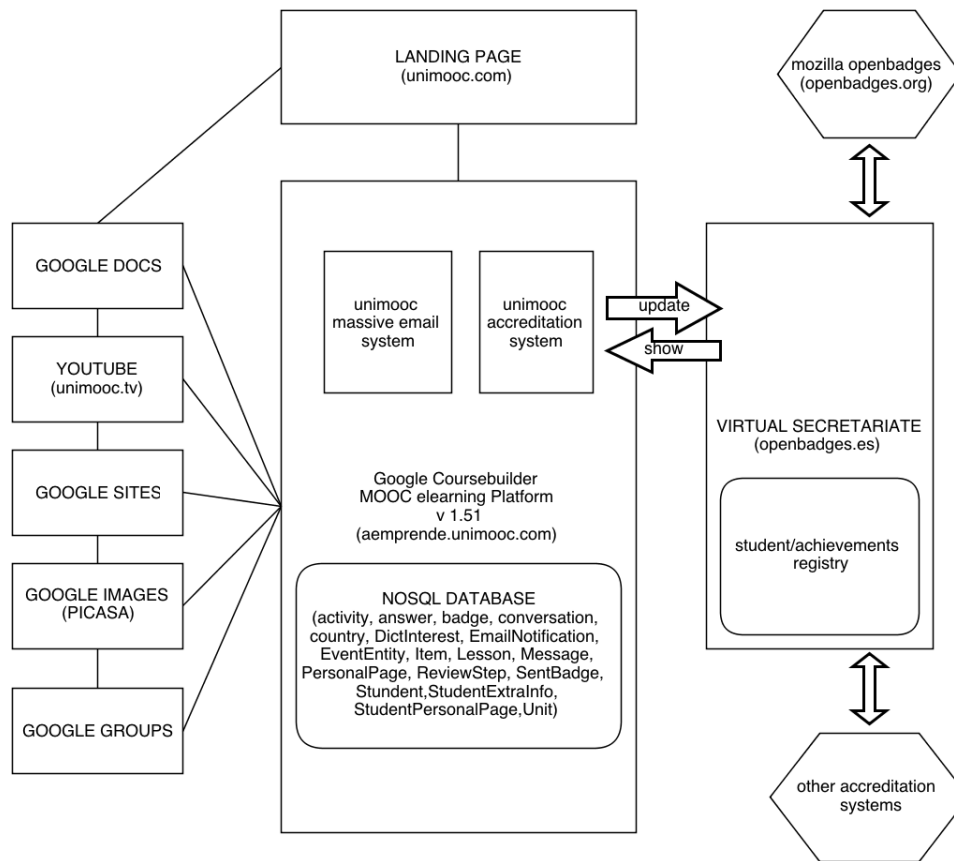 LANDING PAGE
(unimooc.com)
mozilla openbadges
(openbadges.org)
GOOGLE DOCS
YOUTUBE
(unimooc.tv)
GOOGLE SITES
GOOGLE IMAGES
(PICASA)
GOOGLE GROUPS
unimooc
massive email
system
unimooc
accreditation
system
update
show
Google Coursebuilder
MOOC elearning Platform
v 1.51
(aemprende.unimooc.com)
NOSQL DATABASE
(activity, answer, badge, conversation,
country, DictInterest, EmailNotification,
EventEntity, Item, Lesson, Message,
PersonalPage, ReviewStep, SentBadge,
Stundent,StudentExtraInfo,
StudentPersonalPage,Unit)
VIRTUAL SECRETARIATE
(openbadges.es)
student/achievements
registry
other accreditation
systems